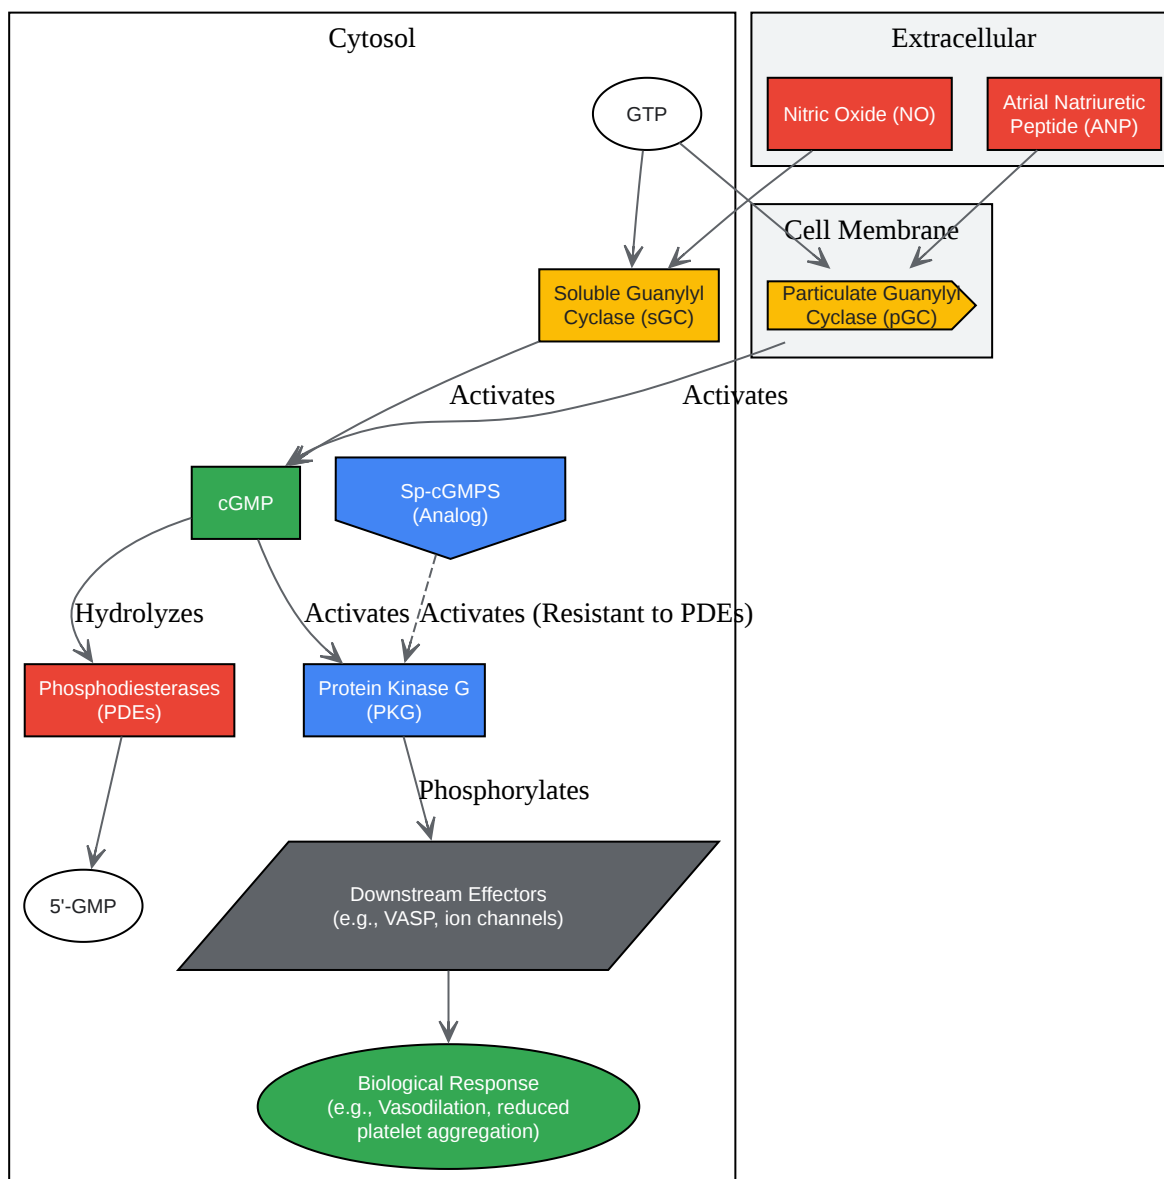 Cytosol
Extracellular
GTP
Nitric Oxide (NO)
Atrial Natriuretic
Peptide (ANP)
Cell Membrane
Soluble Guanylyl
Cyclase (sGC)
Particulate Guanylyl
Cyclase (pGC)
Activates
Activates
cGMP
Sp-cGMPS
(Analog)
Hydrolyzes
Activates
Activates (Resistant to PDEs)
Phosphodiesterases
(PDEs)
Protein Kinase G
(PKG)
Phosphorylates
5'-GMP
Downstream Effectors
(e.g., VASP, ion channels)
Biological Response
(e.g., Vasodilation, reduced
platelet aggregation)